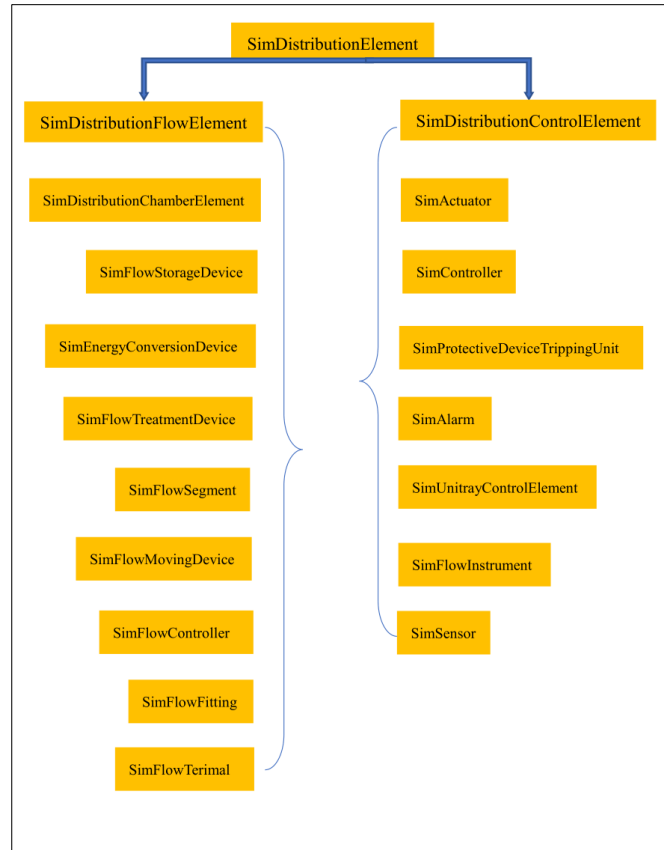 SimDistributionElement
SimDistributionFlowElement
SimDistributionChamberElement
SimFlowStorageDevice
SimEnergyConversionDevice
SimFlowTreatmentDevice
SimFlowSegment
SimFlowMovingDevice
SimFlowController
SimFlowFitting
SimFlowTerimal
SimDistributionControlElement
SimActuator
SimController
SimProtectiveDeviceTrippingUnit
SimAlarm
SimUnitrayControlElement
SimFlowInstrument
SimSensor